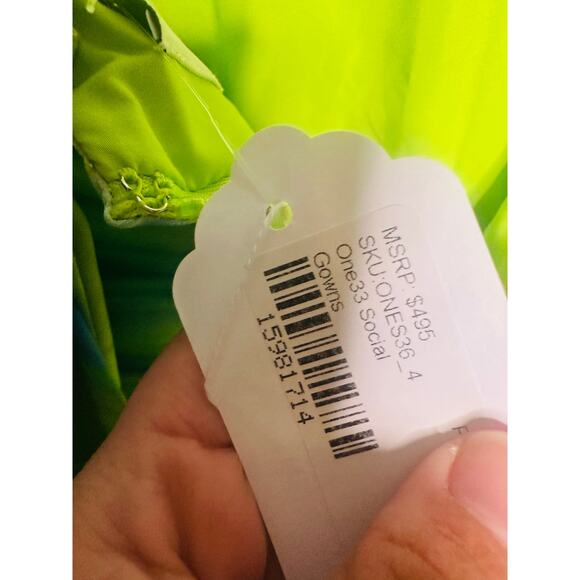 MSRP: $495
SKU:ONES36_4
One33 Social
Gowns
15981714
F